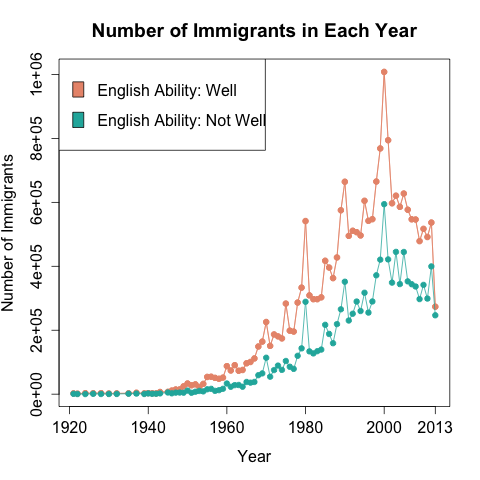 Number of Immigrants in Each Year
English Ability: Well
English Ability: Not Well
Number of Immigrants
1e+06
8e+05
6e+05
4e+05
2e+05
0e+00
1920
1940
1960
1980
2000
2013
Year